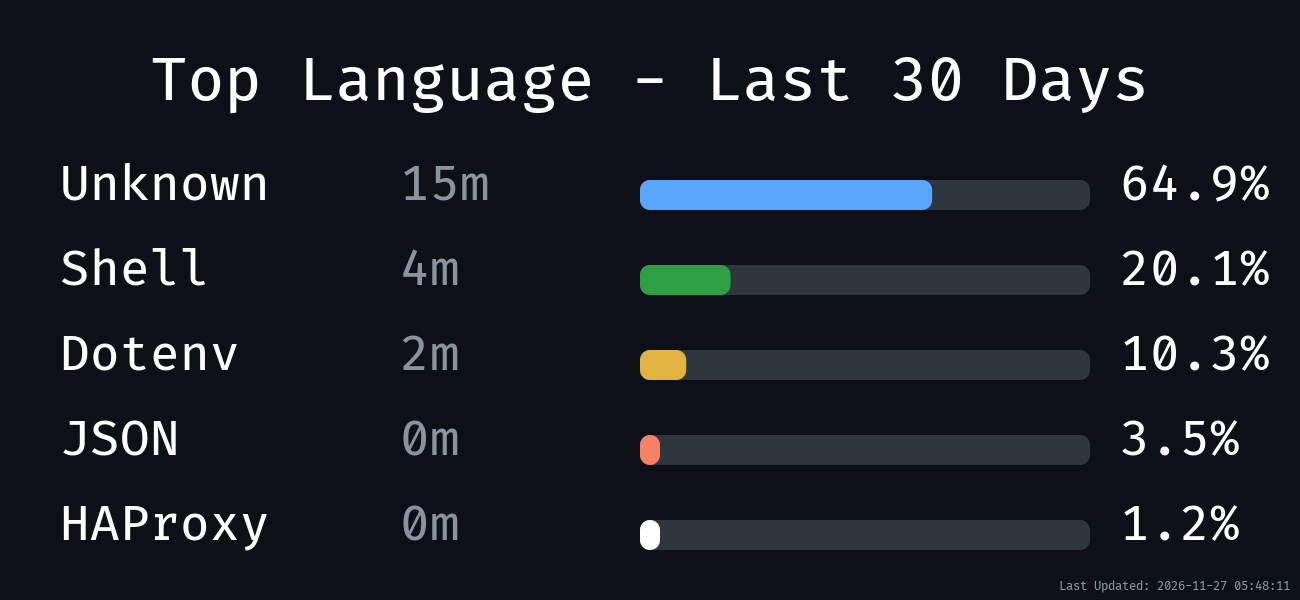 Top Language - Last 30 Days
Unknown 15m 64.9%
Shell 4m 20.1%
Dotenv 2m 10.3%
JSON 0m 3.5%
HAProxy 0m 1.2%
Last Updated: 2026-11-27 05:48:11